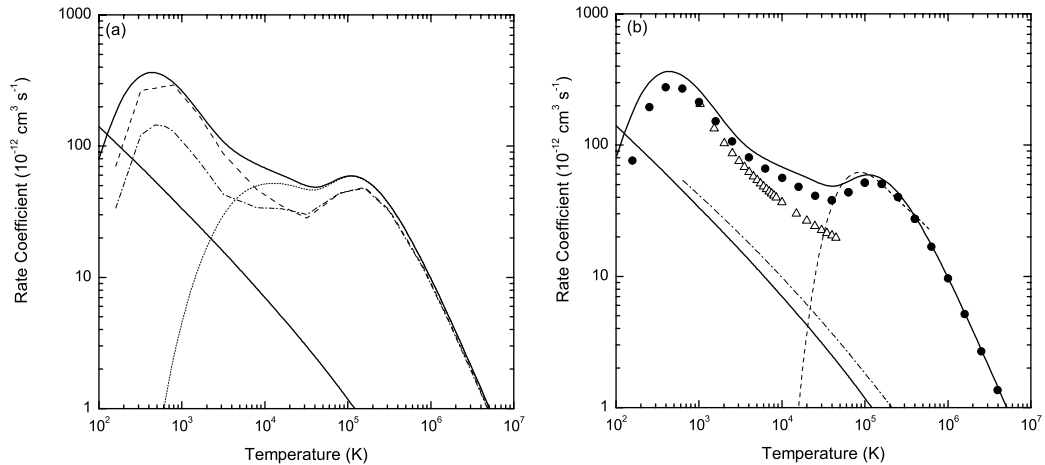 (a)
1000
100
10
1
Rate Coefficient (10⁻¹² cm³ s⁻¹)
10² 10³ 10⁴ 10⁵ 10⁶ 10⁷
Temperature (K)
(b)
1000
100
10
1
Rate Coefficient (10⁻¹² cm³ s⁻¹)
10² 10³ 10⁴ 10⁵ 10⁶ 10⁷
Temperature (K)